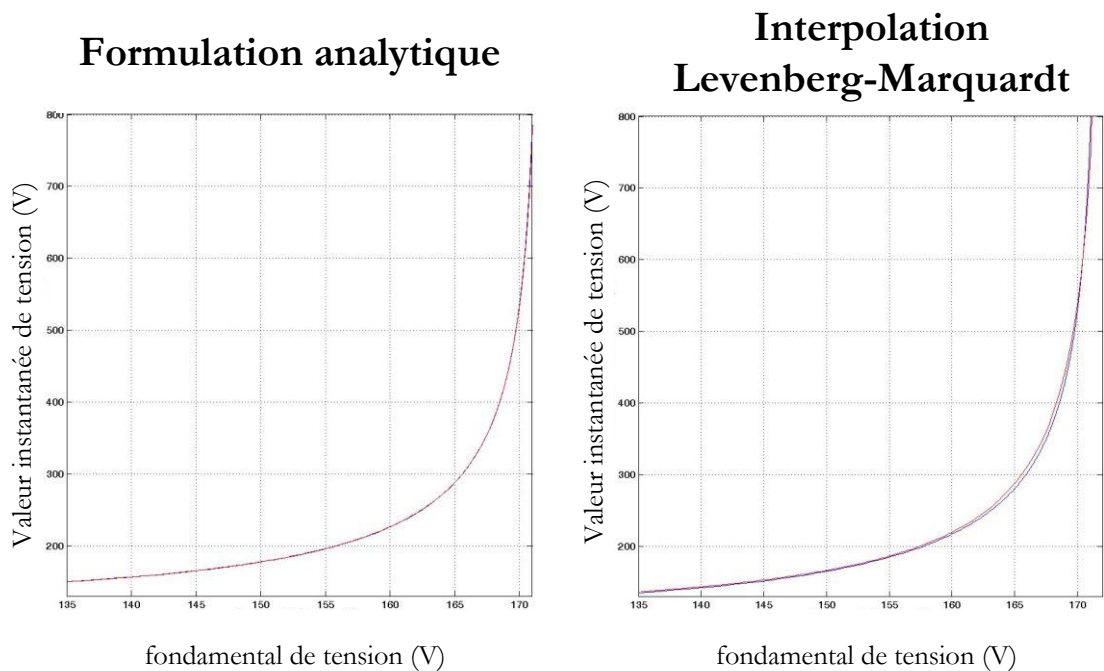 Formulation analytique
Interpolation
Levenberg-Marquardt
Valeur instantanée de tension (V)
800
700
600
500
400
300
200
135 140 145 150 155 160 165 170
fondamental de tension (V)
Valeur instantanée de tension (V)
800
700
600
500
400
300
200
135 140 145 150 155 160 165 170
fondamental de tension (V)